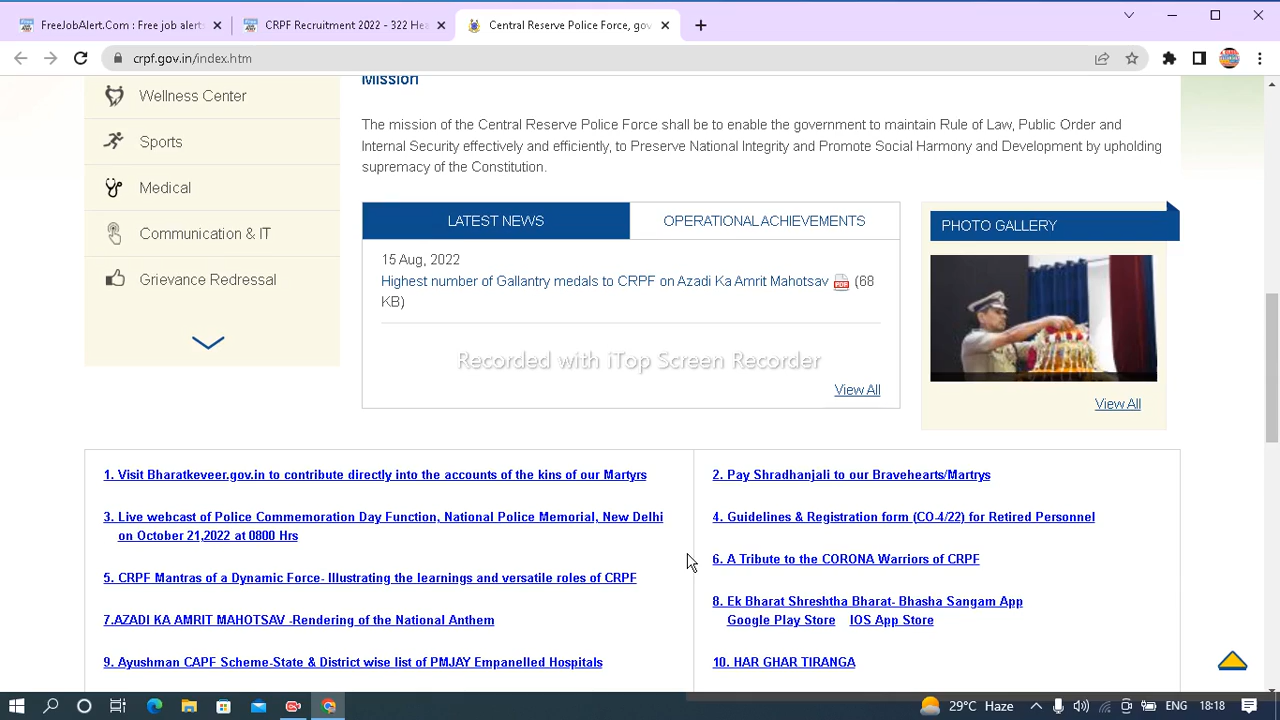 FreeJobAlert.Com : Free job alerts
CRPF Recruitment 2022 - 322 He
Central Reserve Police Force, gov
crpf.gov.in/index.htm
Mission
Wellness Center
Sports
Medical
Communication & IT
Grievance Redressal
The mission of the Central Reserve Police Force shall be to enable the government to maintain Rule of Law, Public Order and
Internal Security effectively and efficiently, to Preserve National Integrity and Promote Social Harmony and Development by upholding
supremacy of the Constitution.
LATEST NEWS
OPERATIONAL ACHIEVEMENTS
15 Aug, 2022
Highest number of Gallantry medals to CRPF on Azadi Ka Amrit Mahotsav PDF (68
KB)
Recorded with iTop Screen Recorder
View All
PHOTO GALLERY
View All
1. Visit Bharatkeveer.gov.in to contribute directly into the accounts of the kins of our Martyrs
2. Pay Shradhanjali to our Bravehearts/Martrys
3. Live webcast of Police Commemoration Day Function, National Police Memorial, New Delhi
on October 21,2022 at 0800 Hrs
4. Guidelines & Registration form (CO-4/22) for Retired Personnel
5. CRPF Mantras of a Dynamic Force- Illustrating the learnings and versatile roles of CRPF
6. A Tribute to the CORONA Warriors of CRPF
7.AZADI KA AMRIT MAHOTSAV -Rendering of the National Anthem
8. Ek Bharat Shreshtha Bharat- Bhasha Sangam App
Google Play Store IOS App Store
9. Ayushman CAPF Scheme-State & District wise list of PMJAY Empanelled Hospitals
10. HAR GHAR TIRANGA
29°C Haze
ENG
18:18